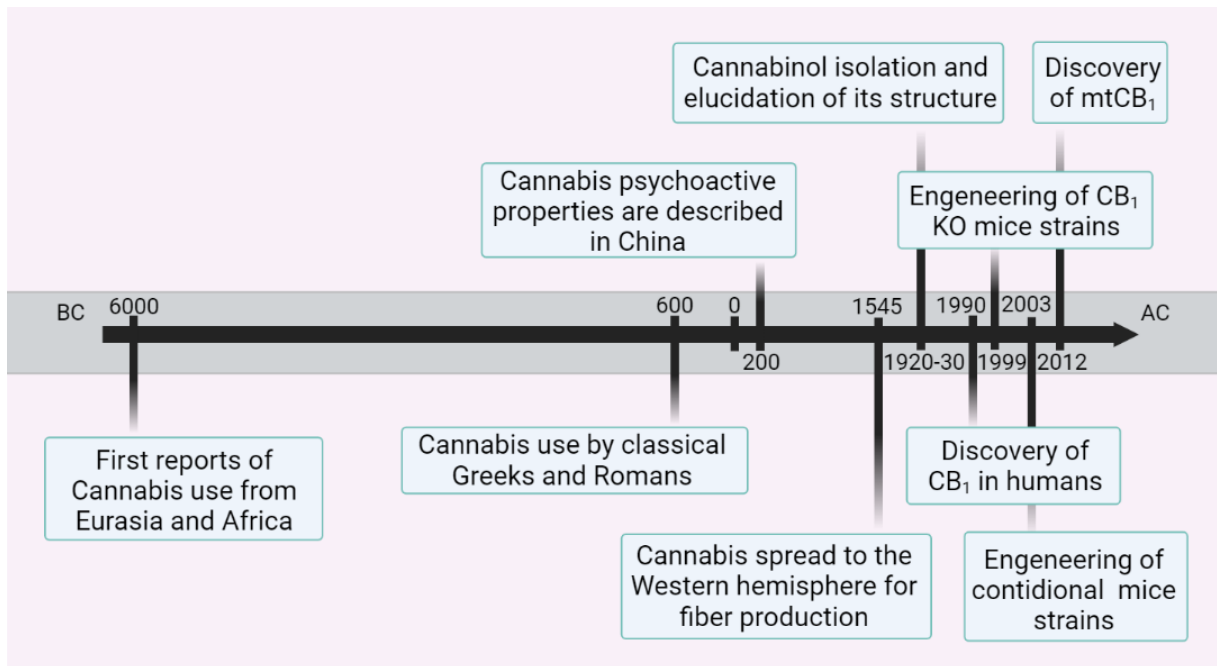 Cannabinol isolation and
elucidation of its structure
Discovery
of mtCB₁
Cannabis psychoactive
properties are described
in China
Engeneering of CB₁
KO mice strains
BC
6000
600
0
1545
1990
2003
AC
200
1920-30
1999
2012
First reports of
Cannabis use from
Eurasia and Africa
Cannabis use by classical
Greeks and Romans
Discovery of
CB₁ in humans
Cannabis spread to the
Western hemisphere for
fiber production
Engeneering of
contidional mice
strains